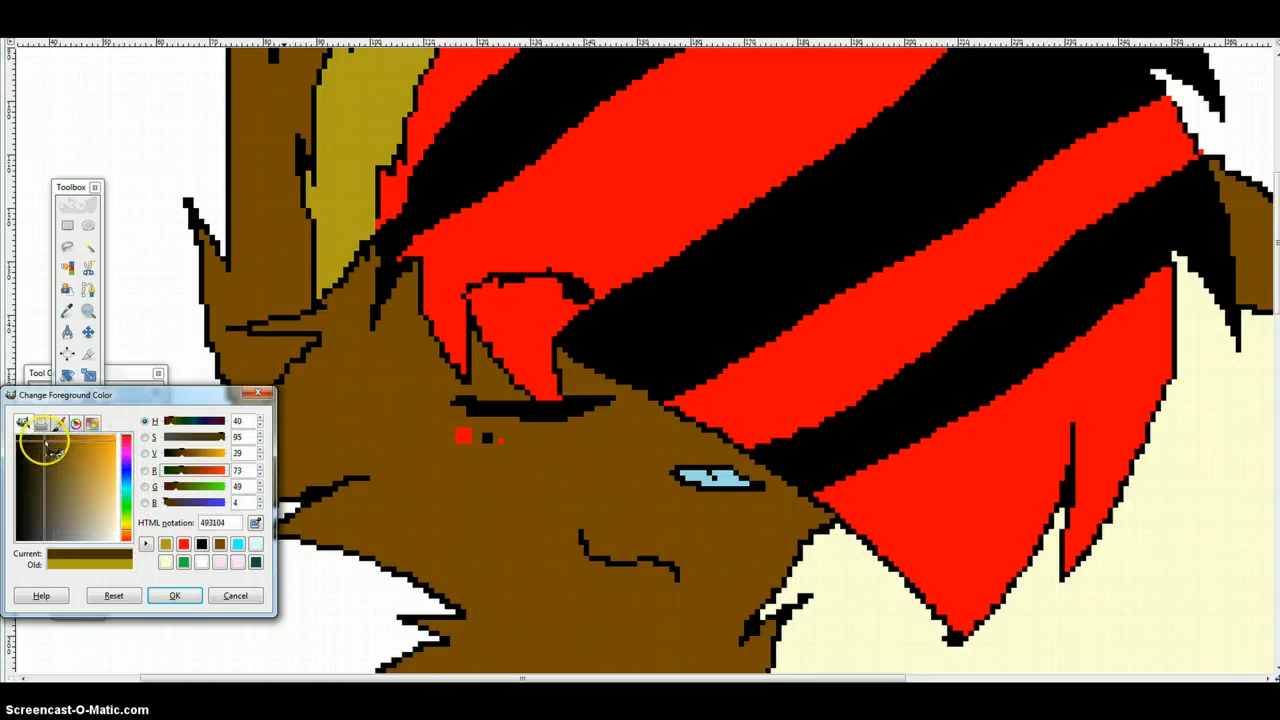 Toolbox
Tool O
Change Foreground Color
H 40
S 95
V 29
R 73
G 49
B 4
HTML notation: 493104
Current:
Old:
Help Reset OK Cancel
Screencast-O-Matic.com